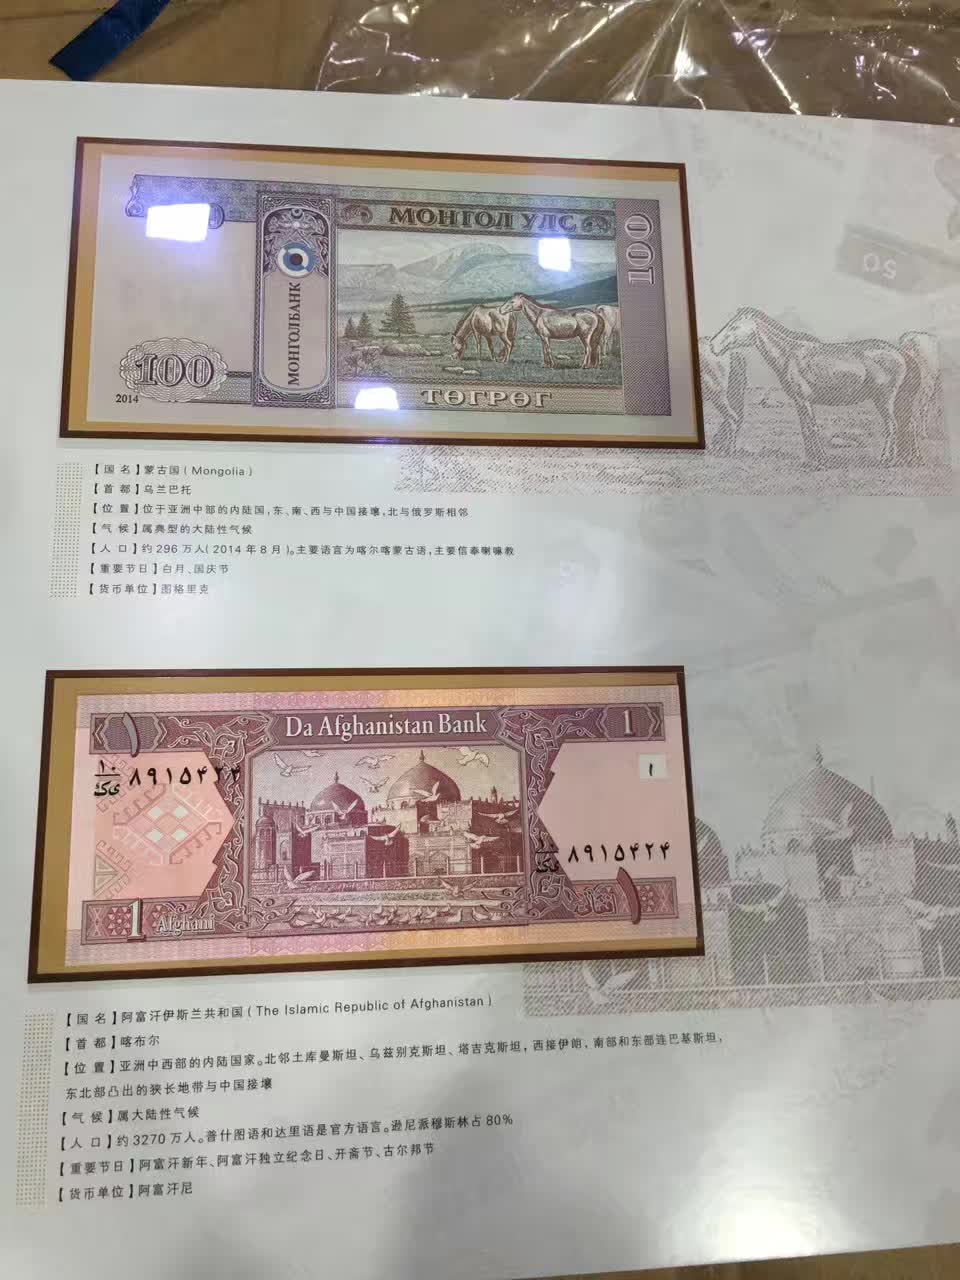 МОНГОЛ УЛС
100
МОНГОЛБАНК
100
2014
ТӨГРӨГ
50
【国 名】蒙古国(Mongolia)
【首 都】乌兰巴托
【位 置】位于亚洲中部的内陆国,东、南、西与中国接壤,北与俄罗斯相邻
【气 候】属典型的大陆性气候
【人 口】约296万人(2014年8月)。主要语言为喀尔喀蒙古语,主要信奉喇嘛教
【重要节日】白月、国庆节
【货币单位】图格里克
Da Afghanistan Bank
۱
1
۸۹۱۵۴۲۴
۱
۸۹۱۵۴۲۴
1 Afghani
۱
【国 名】阿富汗伊斯兰共和国(The Islamic Republic of Afghanistan)
【首 都】喀布尔
【位 置】亚洲中西部的内陆国家。北邻土库曼斯坦、乌兹别克斯坦、塔吉克斯坦,西接伊朗,南部和东部连巴基斯坦,
东北部凸出的狭长地带与中国接壤
【气 候】属大陆性气候
【人 口】约3270万人。普什图语和达里语是官方语言。逊尼派穆斯林占80%
【重要节日】阿富汗新年、阿富汗独立纪念日、开斋节、古尔邦节
【货币单位】阿富汗尼